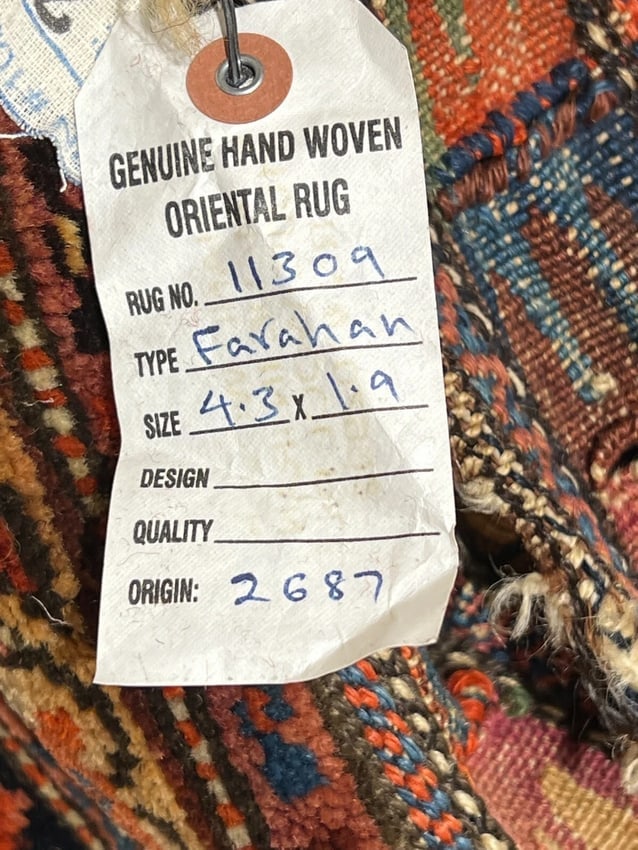 GENUINE HAND WOVEN
ORIENTAL RUG
RUG NO. 11309
TYPE Farahan
SIZE 4.3 X 1.9
DESIGN
QUALITY
ORIGIN: 2687